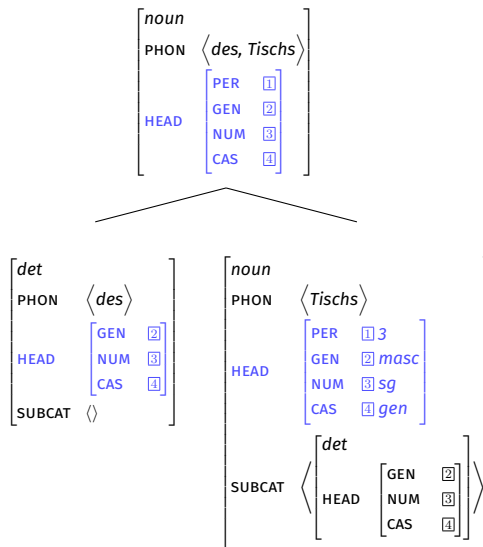 noun
PHON ⟨des, Tischs⟩
HEAD
PER 1
GEN 2
NUM 3
CAS 4
det
PHON ⟨des⟩
HEAD
GEN 2
NUM 3
CAS 4
SUBCAT ⟨⟩
noun
PHON ⟨Tischs⟩
HEAD
PER 1 3
GEN 2 masc
NUM 3 sg
CAS 4 gen
SUBCAT
det
HEAD
GEN 2
NUM 3
CAS 4